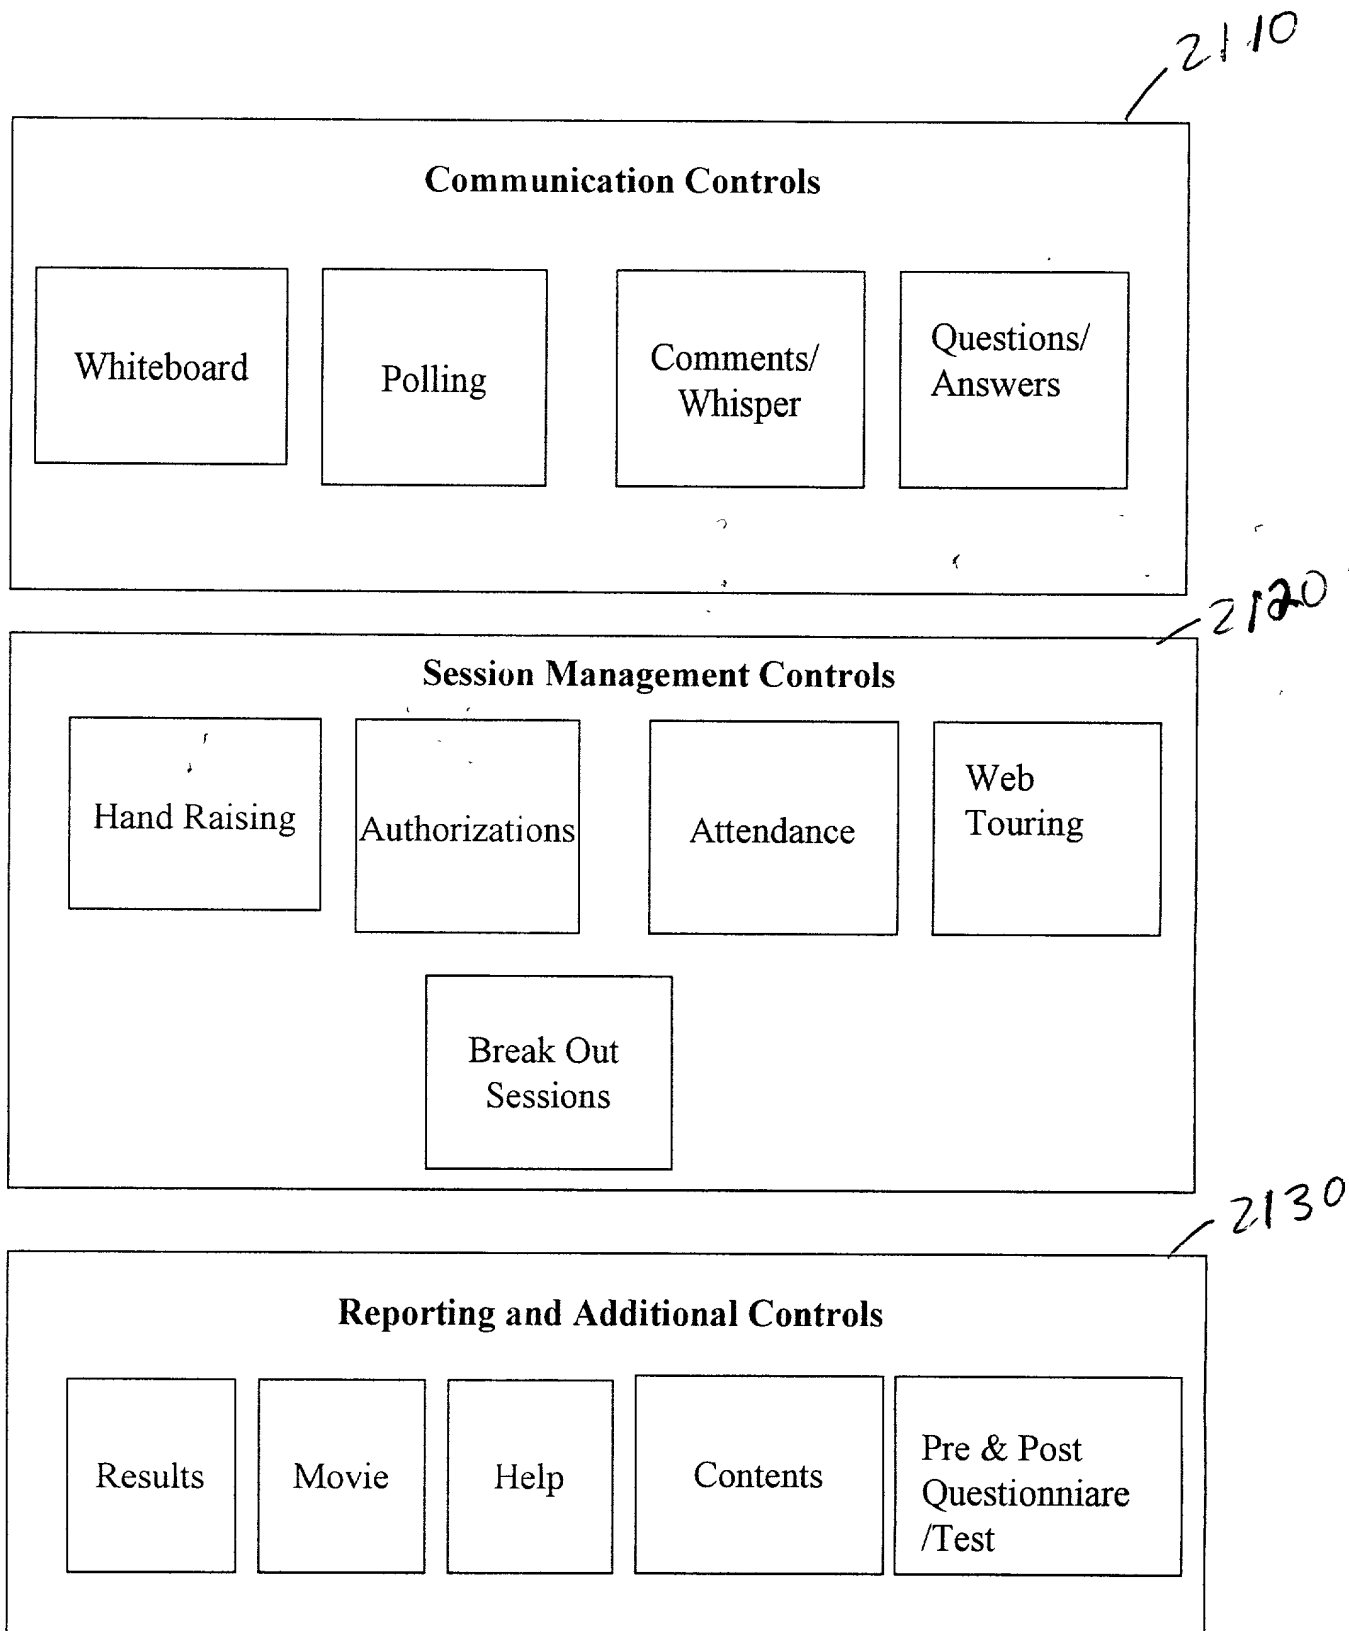 2110
Communication Controls
Whiteboard
Polling
Comments/
Whisper
Questions/
Answers
2120
Session Management Controls
Hand Raising
Authorizations
Attendance
Web
Touring
Break Out
Sessions
2130
Reporting and Additional Controls
Results
Movie
Help
Contents
Pre & Post
Questionniare
/Test